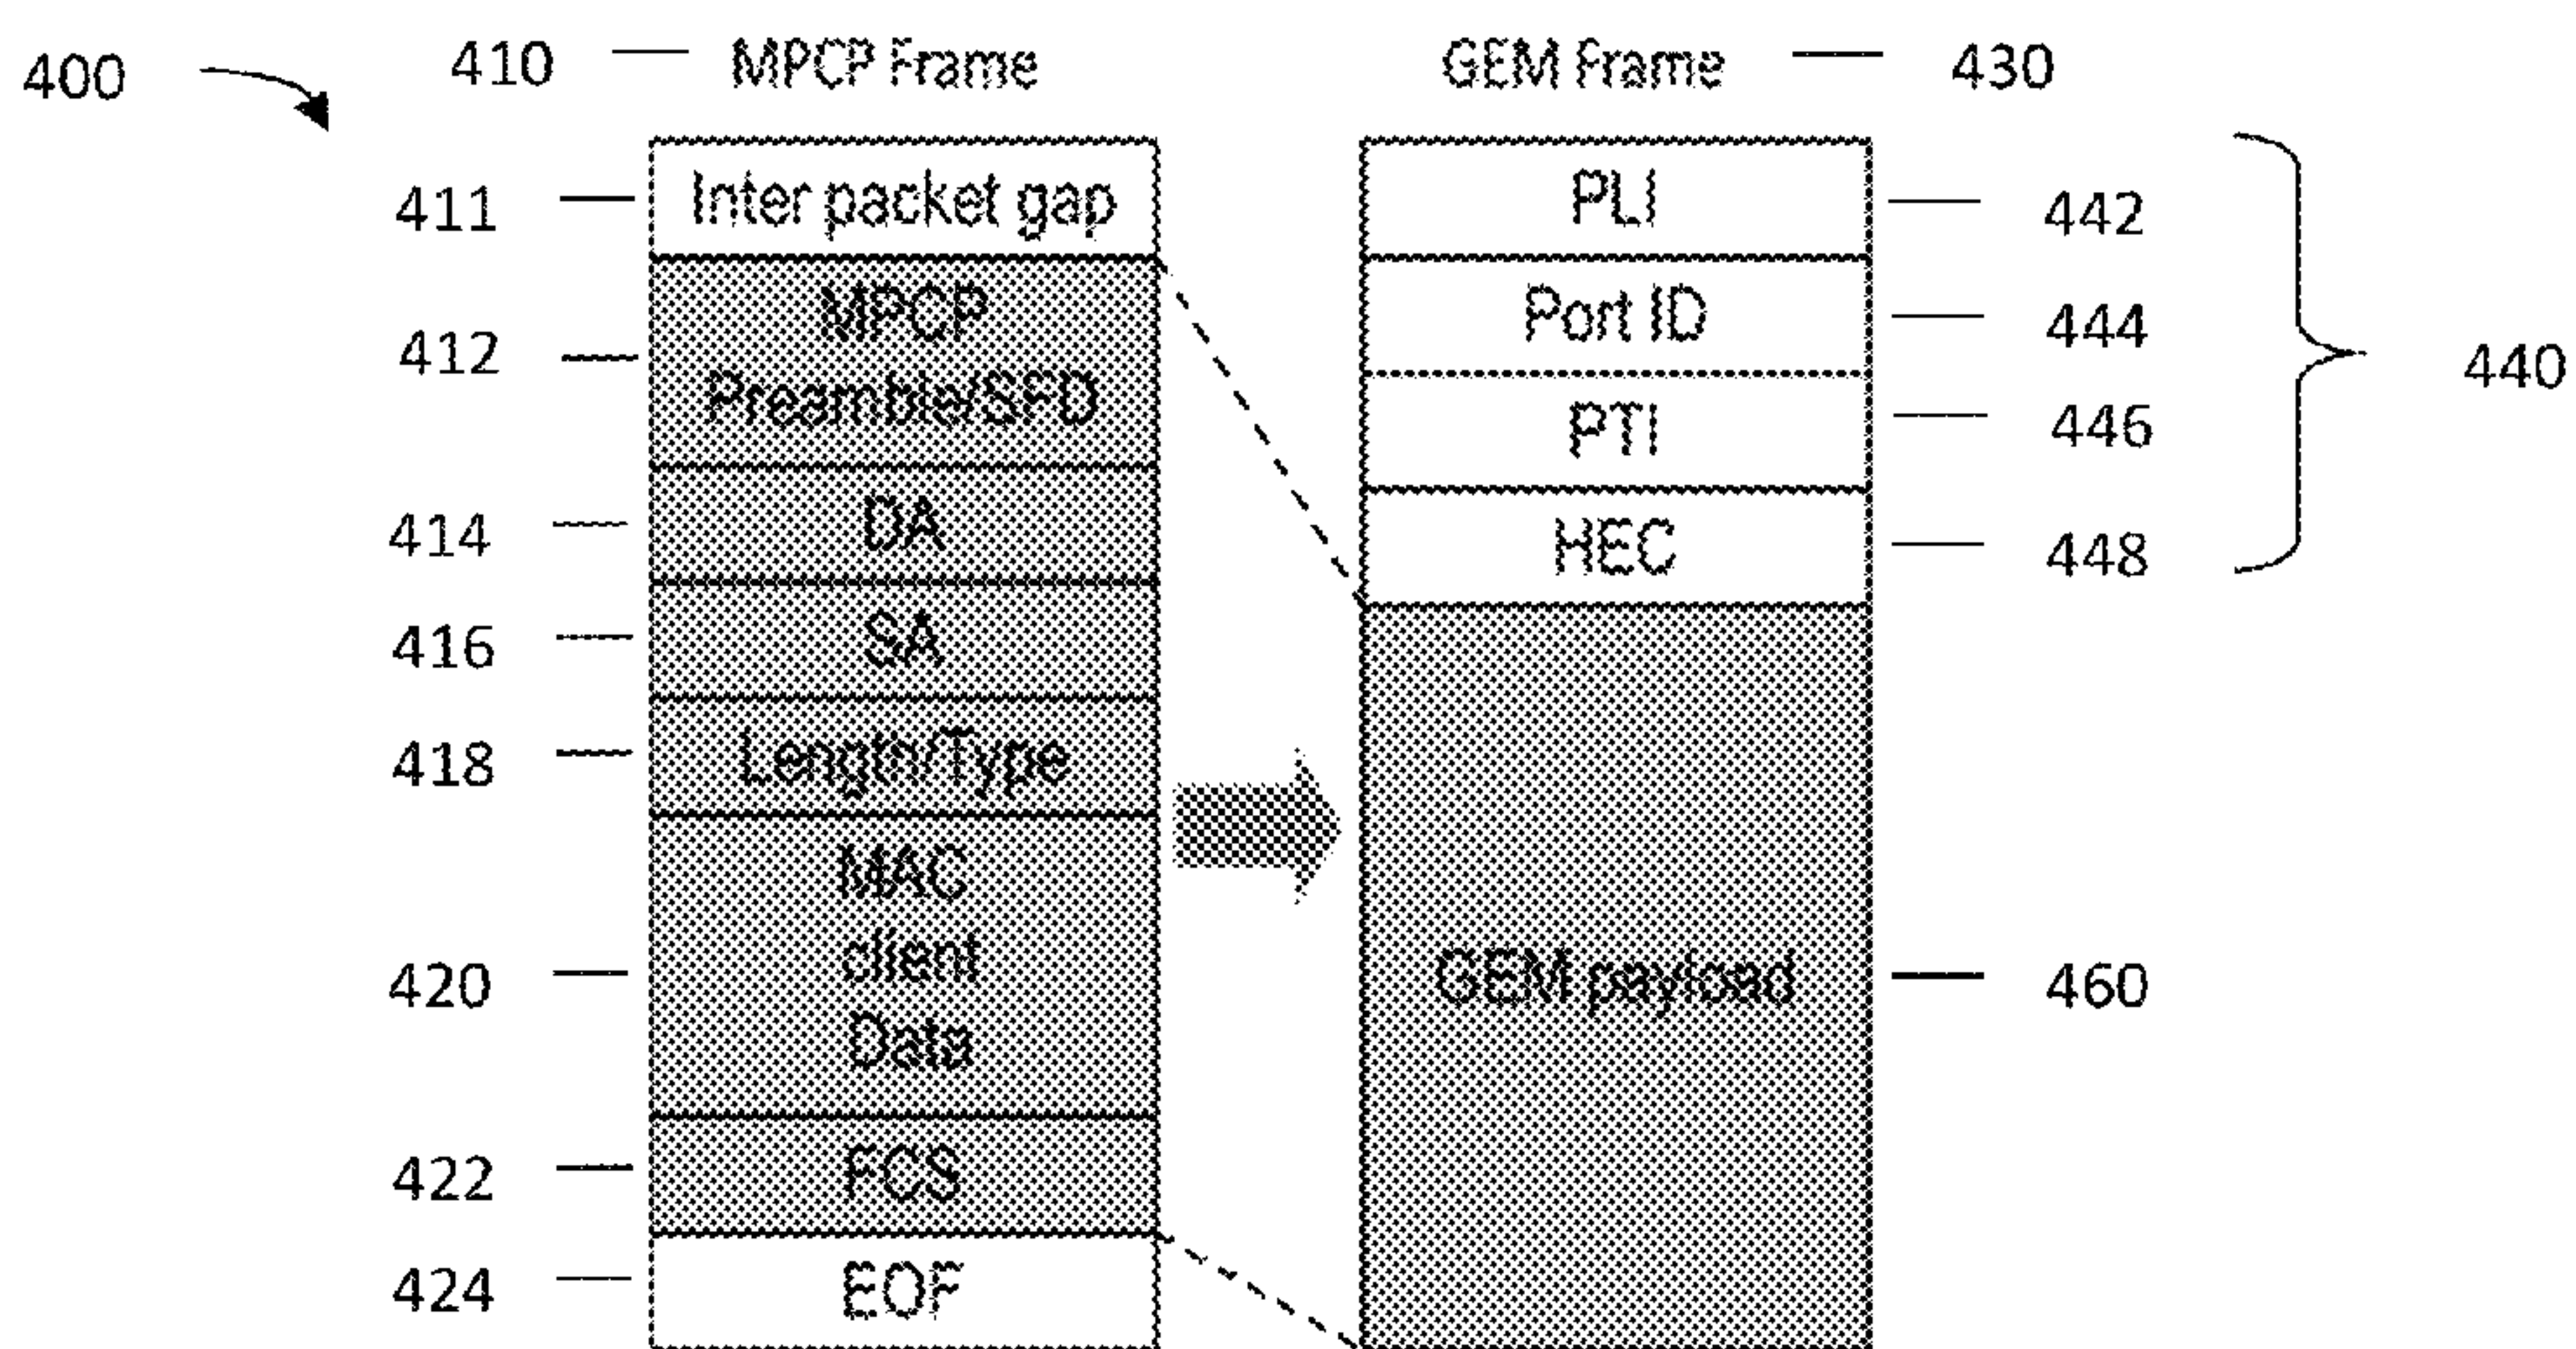 400
410 MPCP Frame
GEM Frame 430
411 Inter packet gap
PLI 442
412 MPCP
Preamble/SFD
Port ID 444
PTI 446
440
414 DA
HEC 448
416 SA
418 Length/Type
420 MAC
client
Data
GEM payload 460
422 FCS
424 EOF